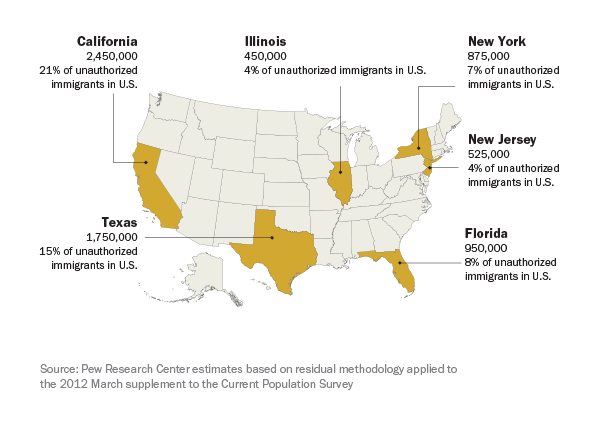 California
2,450,000
21% of unauthorized
immigrants in U.S.
Illinois
450,000
4% of unauthorized immigrants in U.S.
New York
875,000
7% of unauthorized
immigrants in U.S.
New Jersey
525,000
4% of unauthorized
immigrants in U.S.
Texas
1,750,000
15% of unauthorized
immigrants in U.S.
Florida
950,000
8% of unauthorized
immigrants in U.S.
Source: Pew Research Center estimates based on residual methodology applied to
the 2012 March supplement to the Current Population Survey